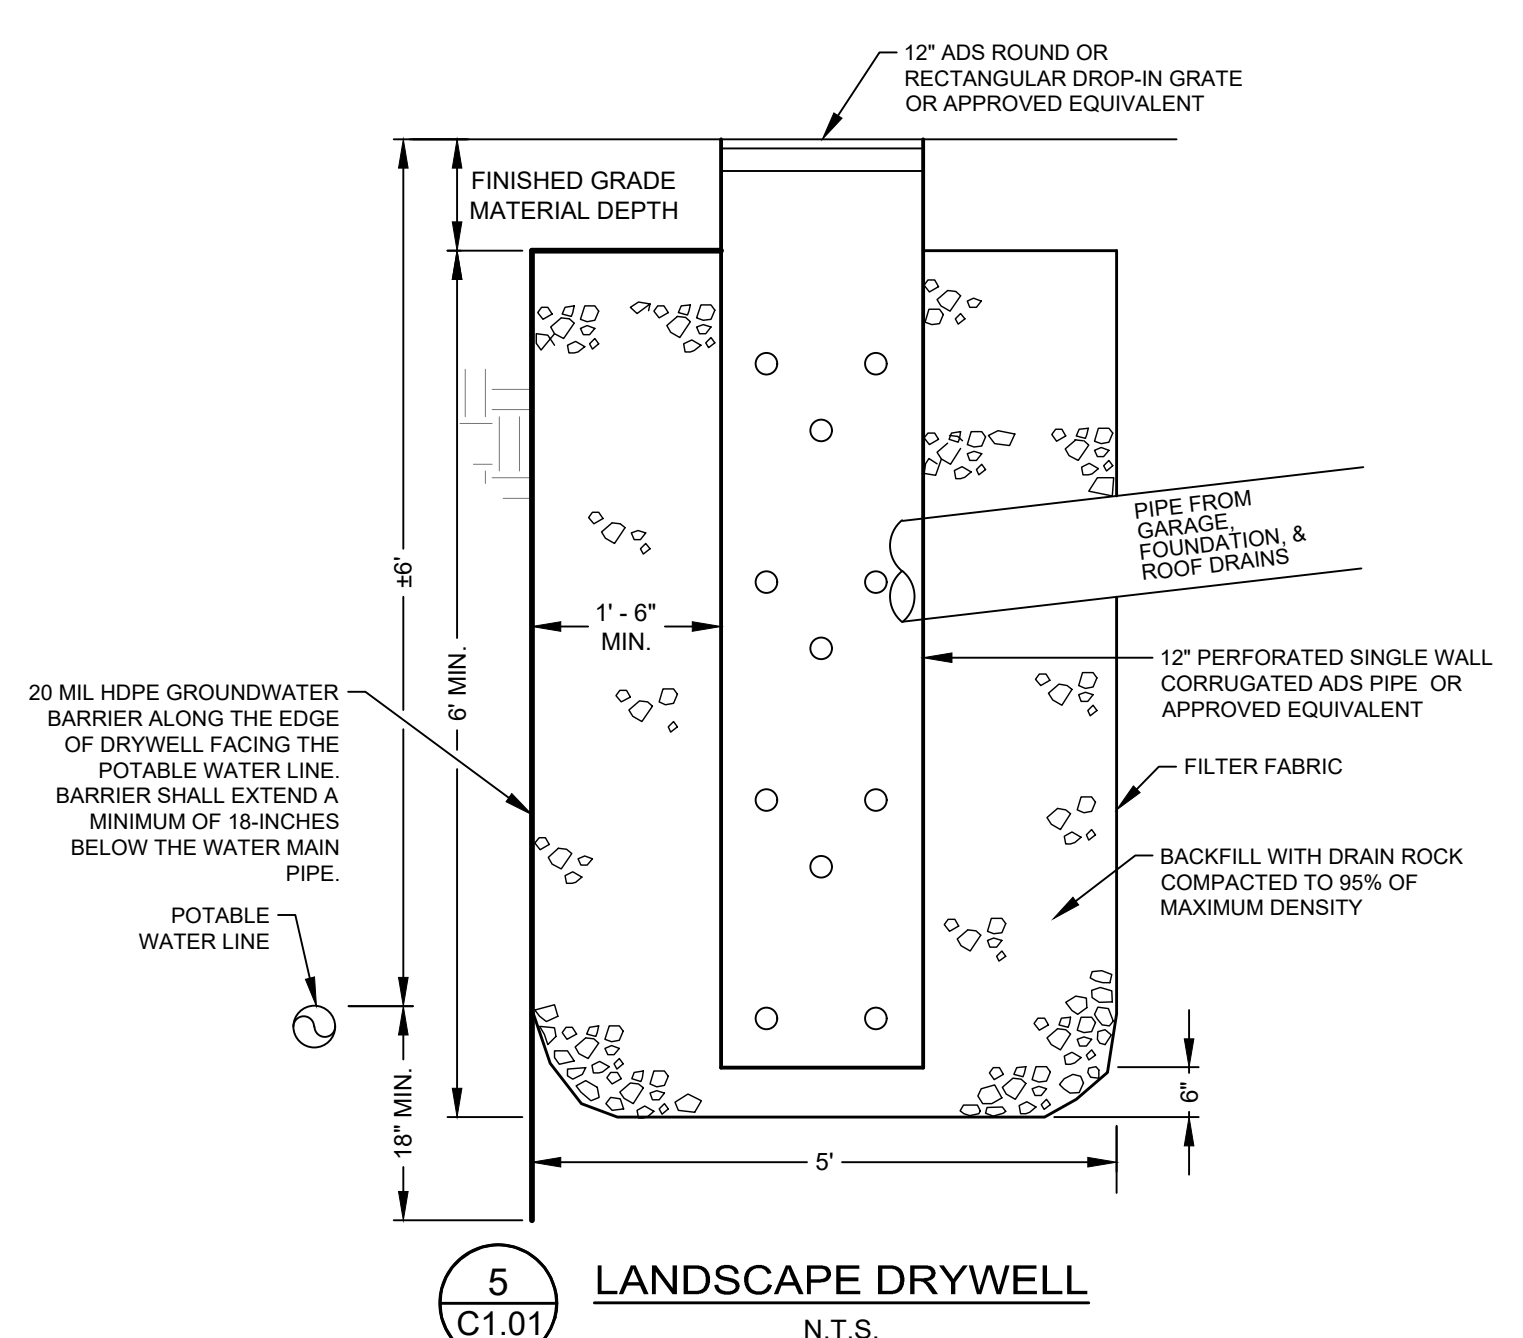 12" ADS ROUND OR
RECTANGULAR DROP-IN GRATE
OR APPROVED EQUIVALENT
FINISHED GRADE
MATERIAL DEPTH
PIPE FROM
GARAGE,
FOUNDATION, &
ROOF DRAINS
±6'
1' - 6"
MIN.
6' MIN.
12" PERFORATED SINGLE WALL
CORRUGATED ADS PIPE OR
APPROVED EQUIVALENT
20 MIL HDPE GROUNDWATER
BARRIER ALONG THE EDGE
OF DRYWELL FACING THE
POTABLE WATER LINE.
BARRIER SHALL EXTEND A
MINIMUM OF 18-INCHES
BELOW THE WATER MAIN
PIPE.
FILTER FABRIC
BACKFILL WITH DRAIN ROCK
COMPACTED TO 95% OF
MAXIMUM DENSITY
POTABLE
WATER LINE
18" MIN.
6"
5'
5
C1.01
LANDSCAPE DRYWELL
N.T.S.